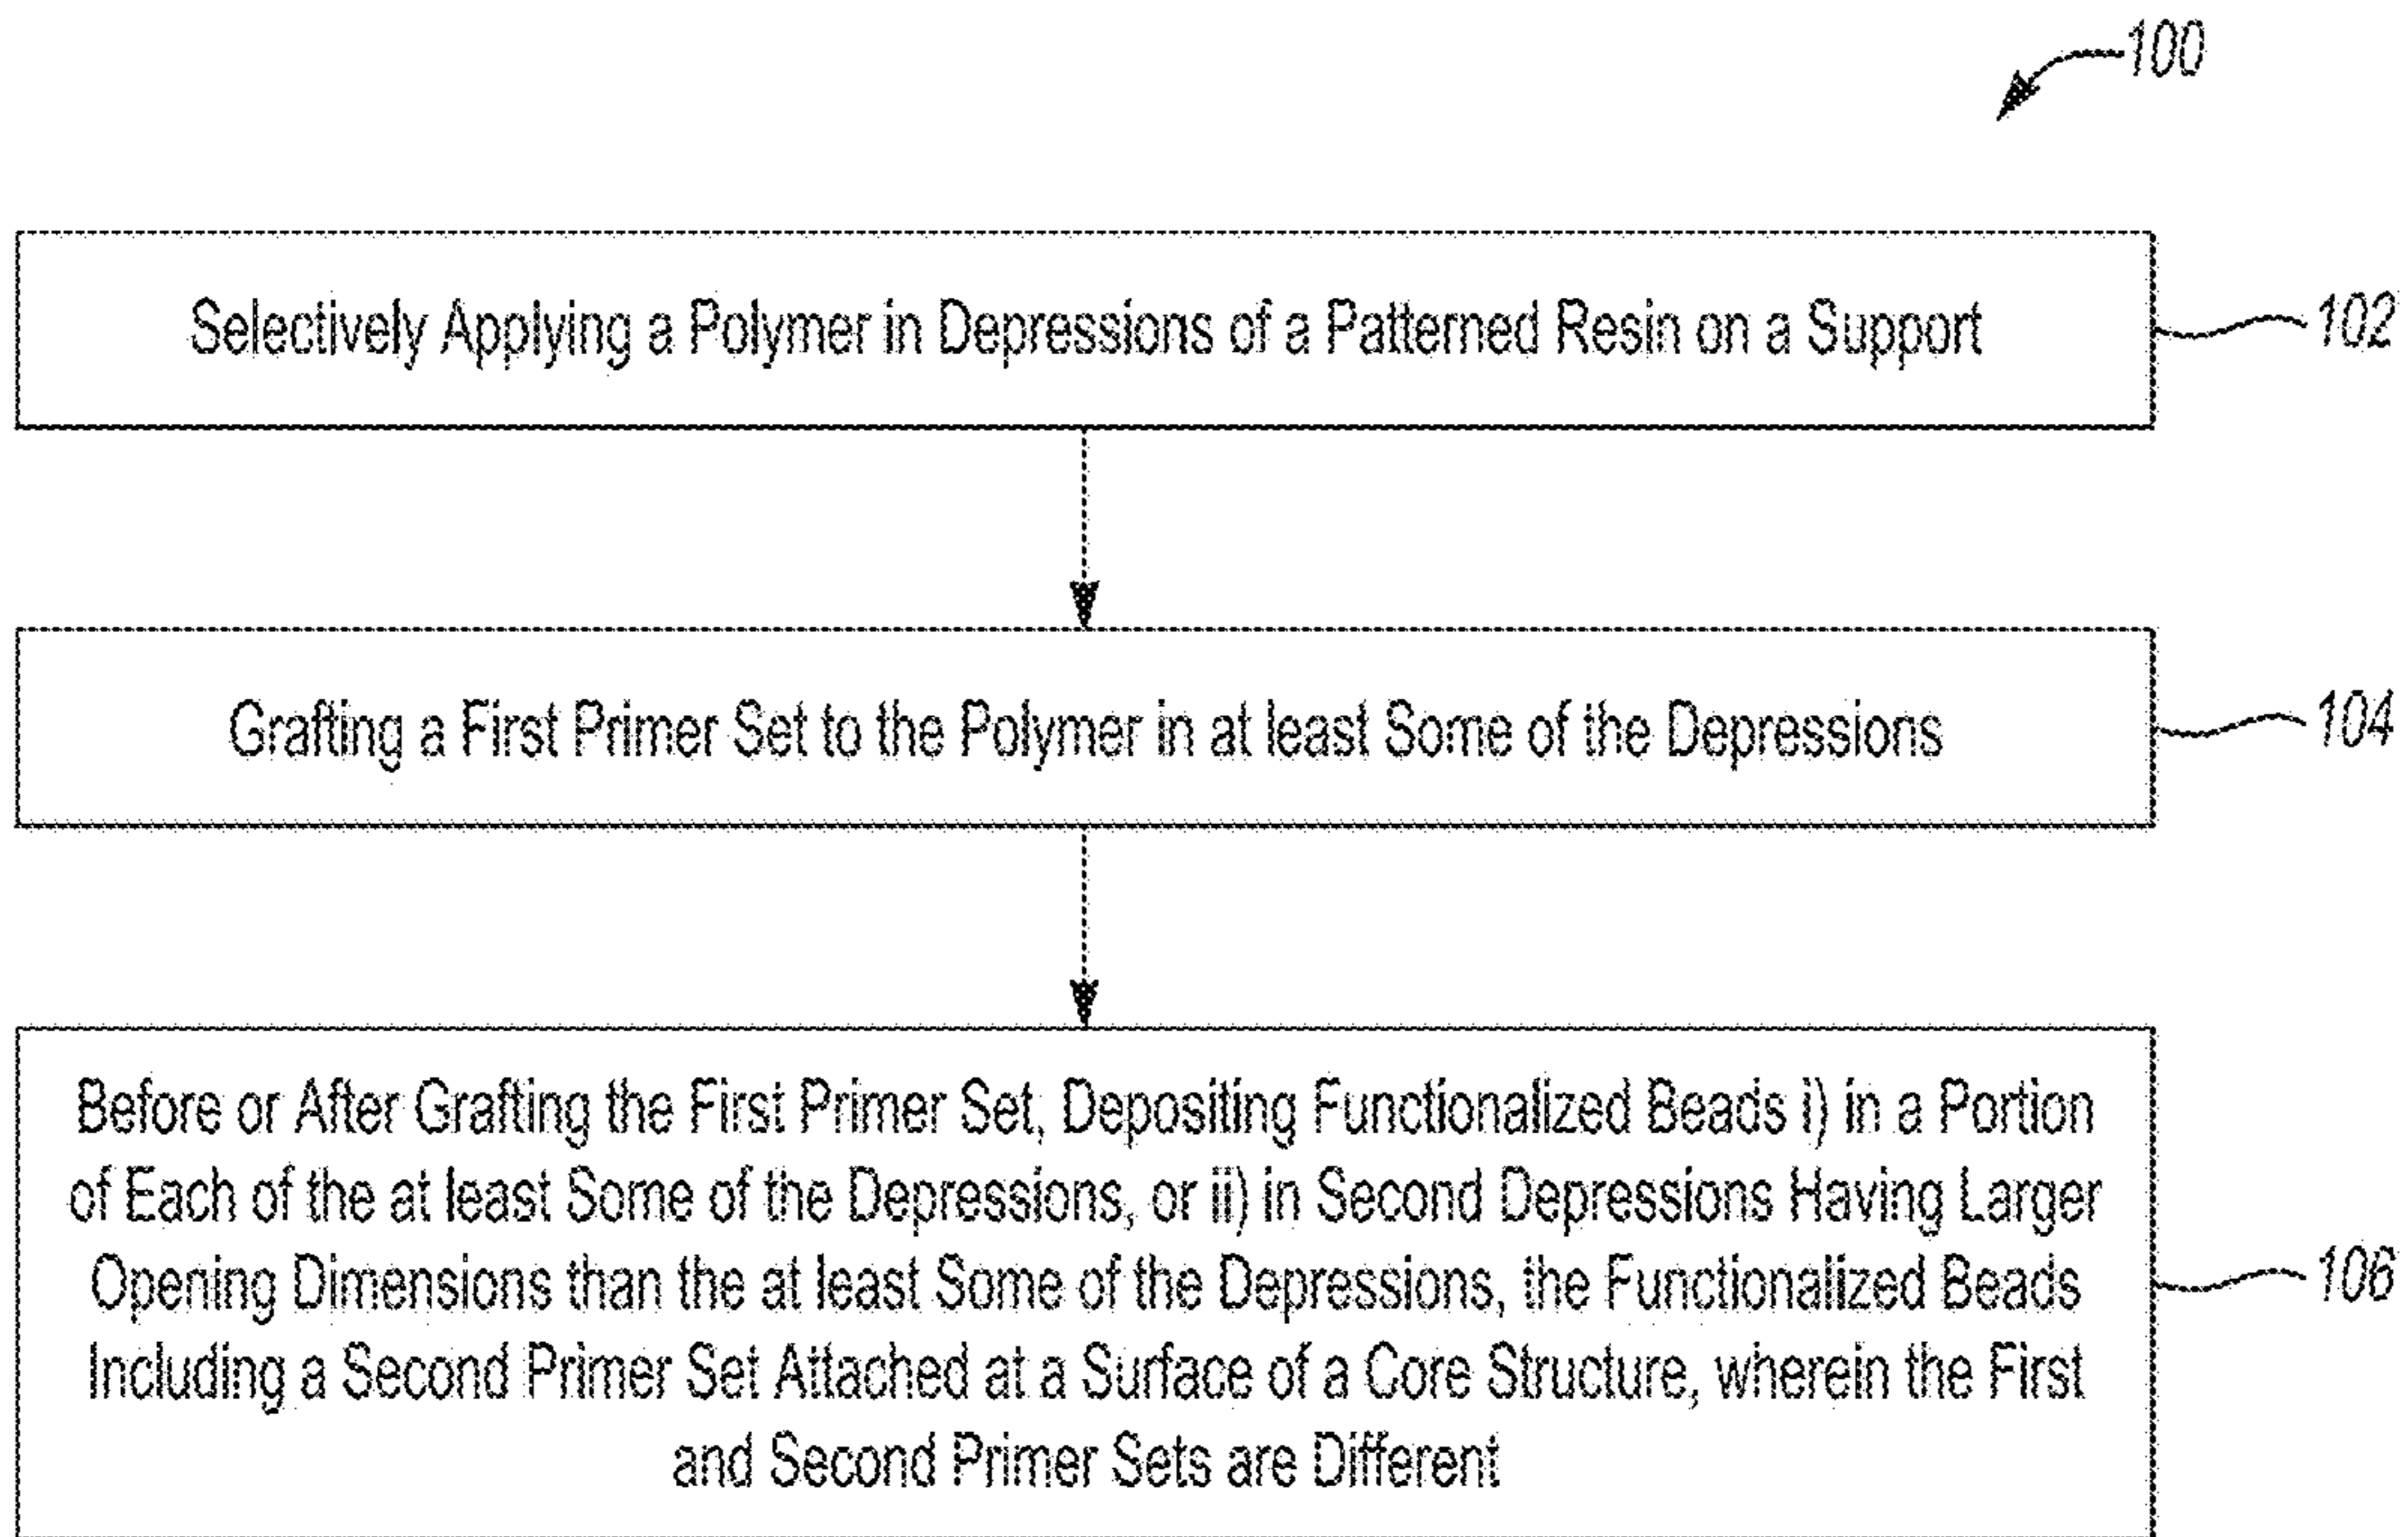 100
Selectively Applying a Polymer in Depressions of a Patterned Resin on a Support
102
Grafting a First Primer Set to the Polymer in at least Some of the Depressions
104
Before or After Grafting the First Primer Set, Depositing Functionalized Beads i) in a Portion
of Each of the at least Some of the Depressions, or ii) in Second Depressions Having Larger
Opening Dimensions than the at least Some of the Depressions, the Functionalized Beads
Including a Second Primer Set Attached at a Surface of a Core Structure, wherein the First
and Second Primer Sets are Different
106